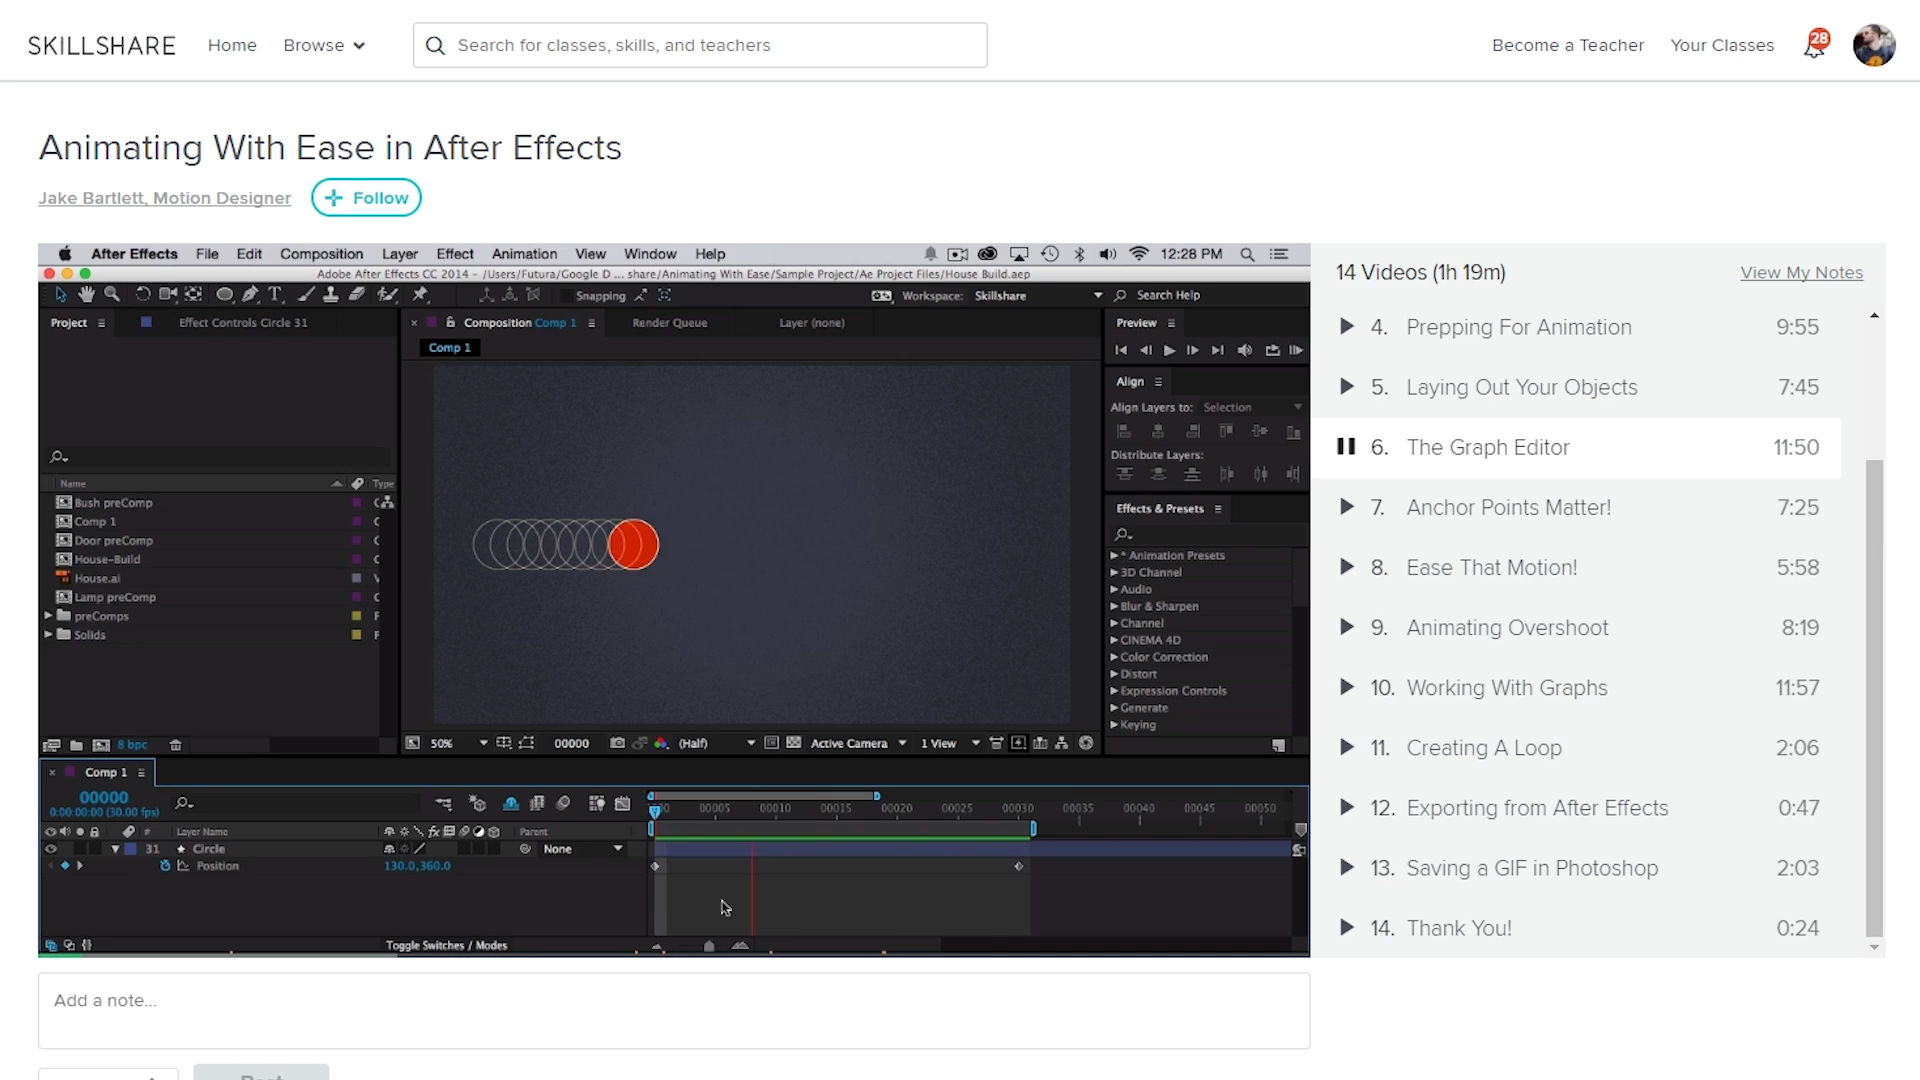 SKILLSHARE Home Browse Search for classes, skills, and teachers Become a Teacher Your Classes 28
Animating With Ease in After Effects
Jake Bartlett, Motion Designer Follow
After Effects File Edit Composition Layer Effect Animation View Window Help 12:28 PM
Adobe After Effects CC 2014 - /Users/Futura/Google D ... share/Animating With Ease/Sample Project/Ae Project Files/House Build.aep
Snapping Workspace: Skillshare Search Help
Project Effect Controls Circle 31 Composition Comp 1 Render Queue Layer (none) Preview
Comp 1
Align
Align Layers to: Selection
Distribute Layers:
Name Type
Effects & Presets
Bush preComp
Comp 1
Door preComp
House-Build
House.ai
Lamp preComp
preComps
Solids
* Animation Presets
3D Channel
Audio
Blur & Sharpen
Channel
CINEMA 4D
Color Correction
Distort
Expression Controls
Generate
Keying
8 bpc 50% 00000 (Half) Active Camera 1 View
Comp 1
00000
0:00:00:00 (30.00 fps)
00005 00010 00015 00020 00025 00030 00035 00040 00045 00050
# Layer Name Parent
31 Circle None
Position 130.0,360.0
Toggle Switches / Modes
14 Videos (1h 19m) View My Notes
4. Prepping For Animation 9:55
5. Laying Out Your Objects 7:45
6. The Graph Editor 11:50
7. Anchor Points Matter! 7:25
8. Ease That Motion! 5:58
9. Animating Overshoot 8:19
10. Working With Graphs 11:57
11. Creating A Loop 2:06
12. Exporting from After Effects 0:47
13. Saving a GIF in Photoshop 2:03
14. Thank You! 0:24
Add a note...